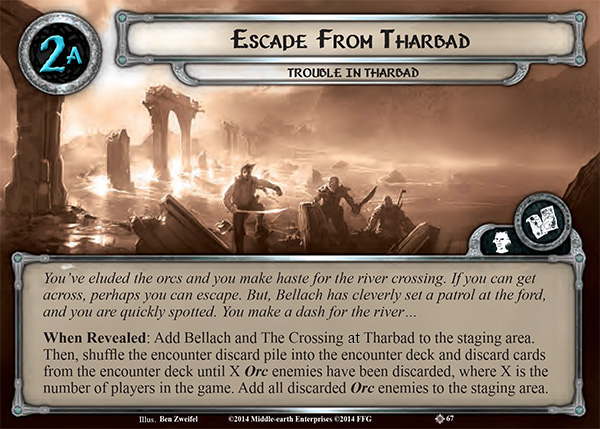 2A
Escape From Tharbad
Trouble in Tharbad
You've eluded the orcs and you make haste for the river crossing. If you can get
across, perhaps you can escape. But, Bellach has cleverly set a patrol at the ford,
and you are quickly spotted. You make a dash for the river…
When Revealed: Add Bellach and The Crossing at Tharbad to the staging area.
Then, shuffle the encounter discard pile into the encounter deck and discard cards
from the encounter deck until X Orc enemies have been discarded, where X is the
number of players in the game. Add all discarded Orc enemies to the staging area.
Illus. Ben Zweifel ©2014 Middle-earth Enterprises ©2014 FFG 67